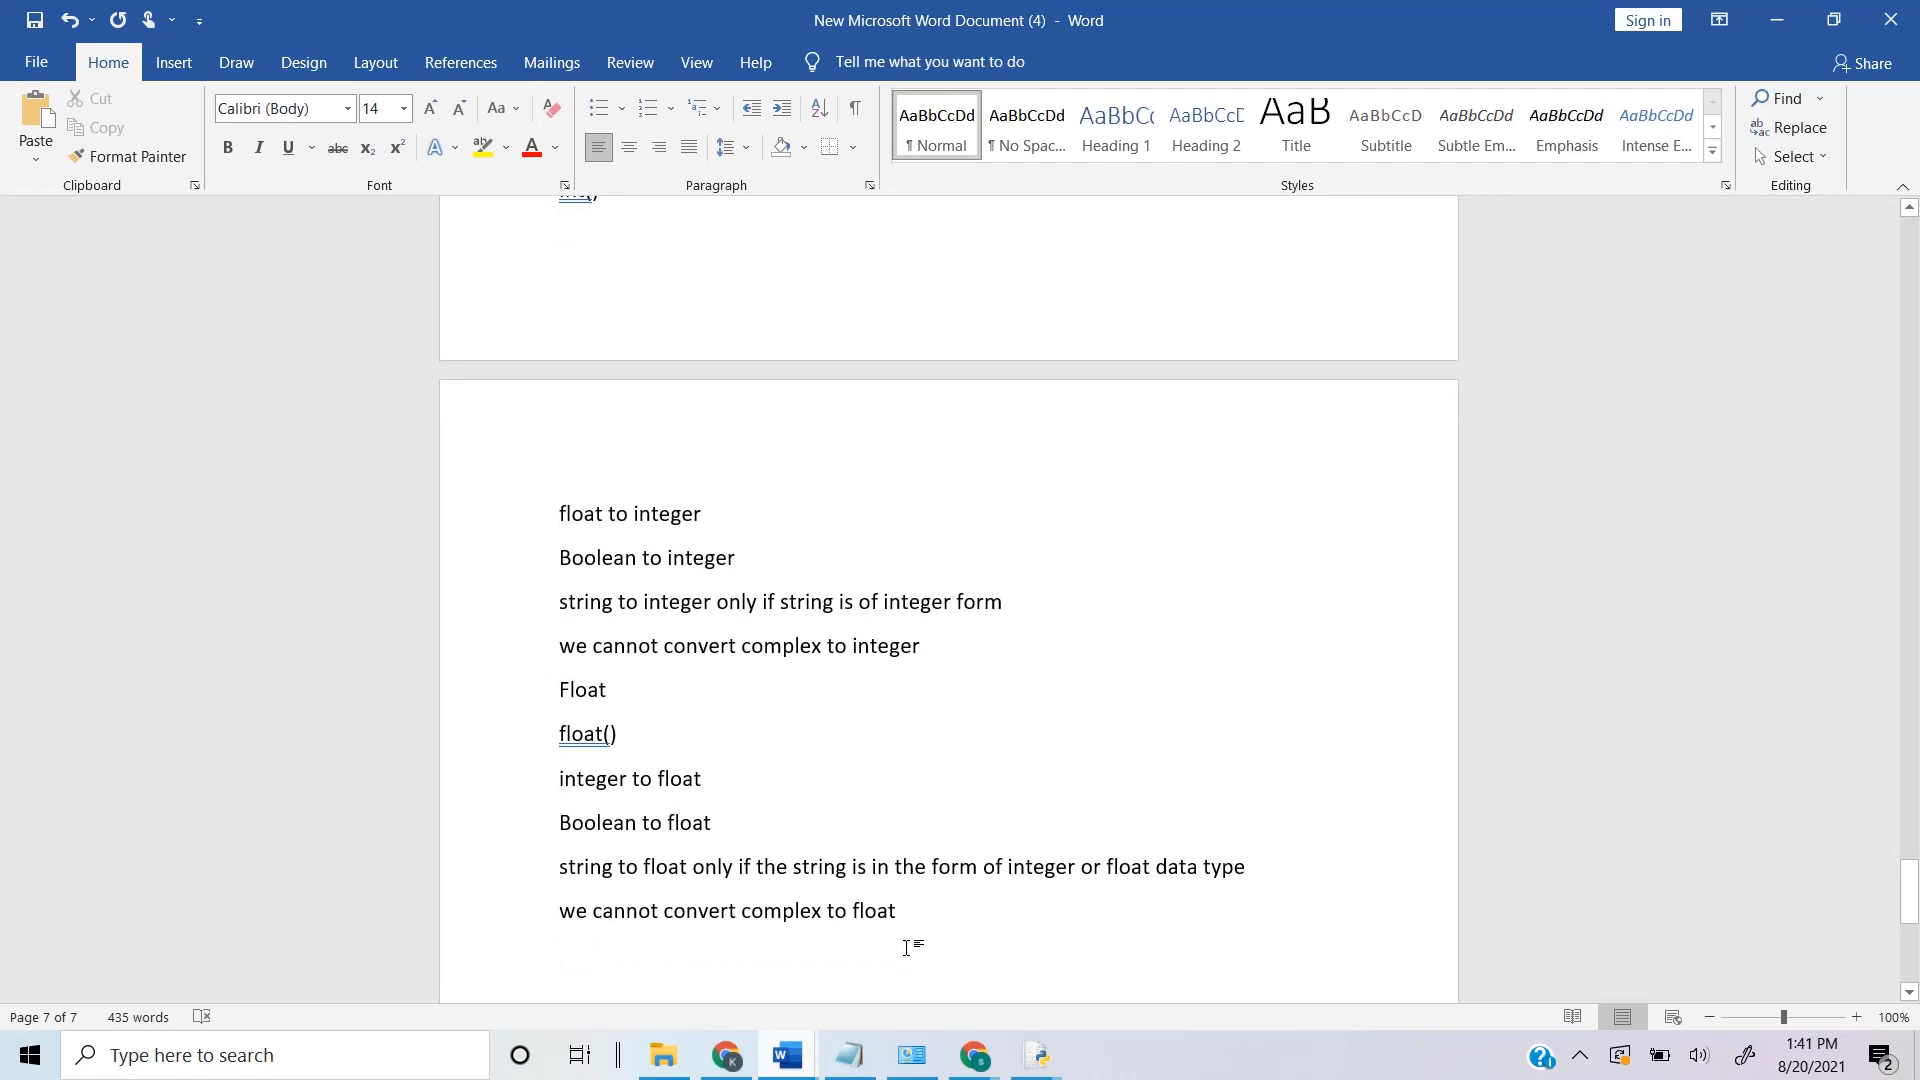 New Microsoft Word Document (4) - Word
Sign in
File Home Insert Draw Design Layout References Mailings Review View Help Tell me what you want to do
Share
Paste
Cut
Copy
Format Painter
Clipboard
Calibri (Body) 14
Font
Paragraph
AaBbCcDd AaBbCcDd AaBbC AaBbCcC AaB AaBbCcD AaBbCcDd AaBbCcDd AaBbCcDd
¶ Normal ¶ No Spac... Heading 1 Heading 2 Title Subtitle Subtle Em... Emphasis Intense E...
Styles
Find
Replace
Select
Editing
float to integer
Boolean to integer
string to integer only if string is of integer form
we cannot convert complex to integer
Float
float()
integer to float
Boolean to float
string to float only if the string is in the form of integer or float data type
we cannot convert complex to float
Page 7 of 7 435 words
100%
Type here to search
1:41 PM
8/20/2021
2